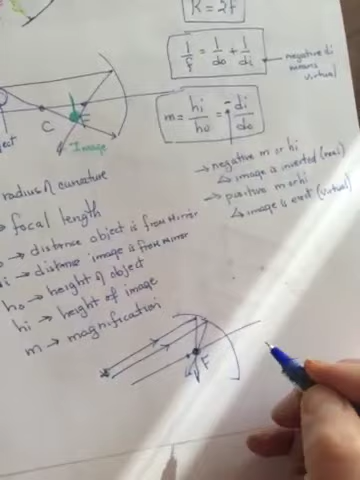 R = 2f
1/f = 1/do + 1/di
negative di
means
virtual
m = hi/ho = - di/do
C
F
Image
→ negative m or hi
↳ image is inverted (real)
→ positive m or hi
↳ image is erect (virtual)
radius of curvature
→ focal length
→ distance object is from mirror
i → distance image is from mirror
ho → height of object
hi → height of image
m → magnification
F